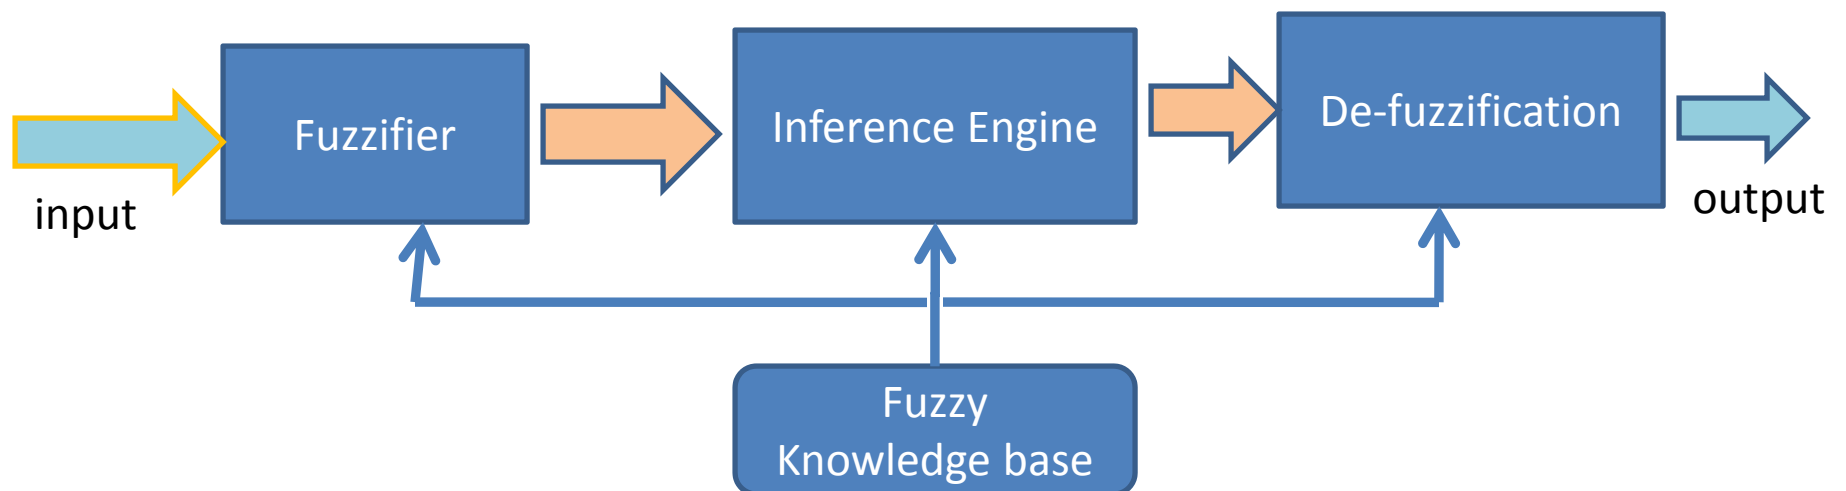 Fuzzifier
Inference Engine
De-fuzzification
input
output
Fuzzy
Knowledge base